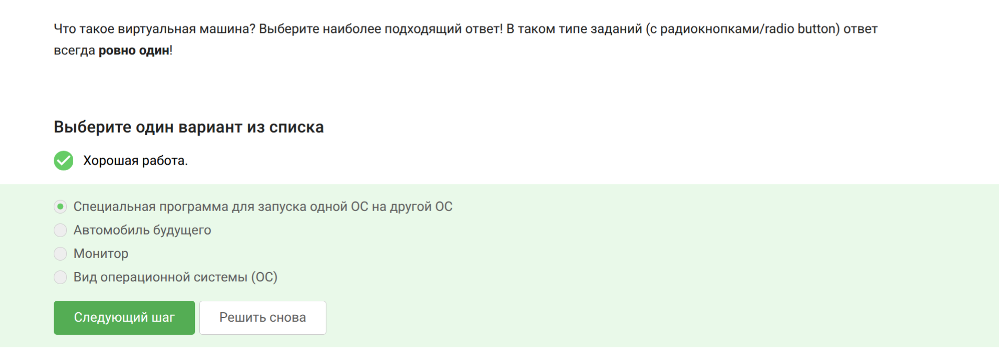 Что такое виртуальная машина? Выберите наиболее подходящий ответ! В таком типе заданий (с радиокнопками/radio button) ответ
всегда ровно один!
Выберите один вариант из списка
Хорошая работа.
Специальная программа для запуска одной ОС на другой ОС
Автомобиль будущего
Монитор
Вид операционной системы (ОС)
Следующий шаг
Решить снова